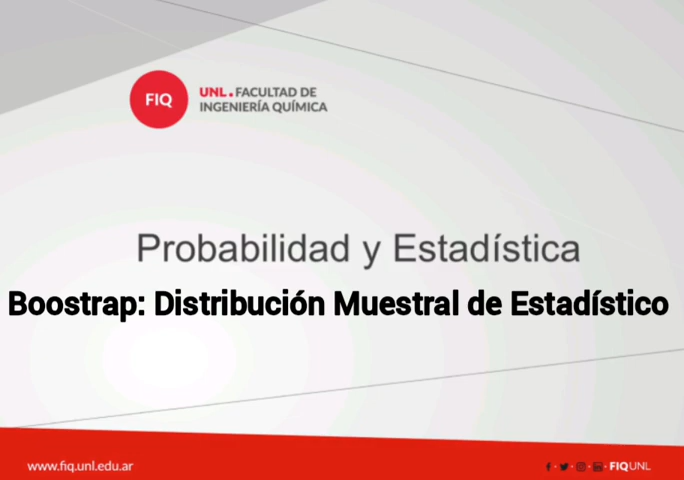 FIQ
UNL. FACULTAD DE
INGENIERÍA QUÍMICA
Probabilidad y Estadística
Boostrap: Distribución Muestral de Estadístico
www.fiq.unl.edu.ar
FIQUNL